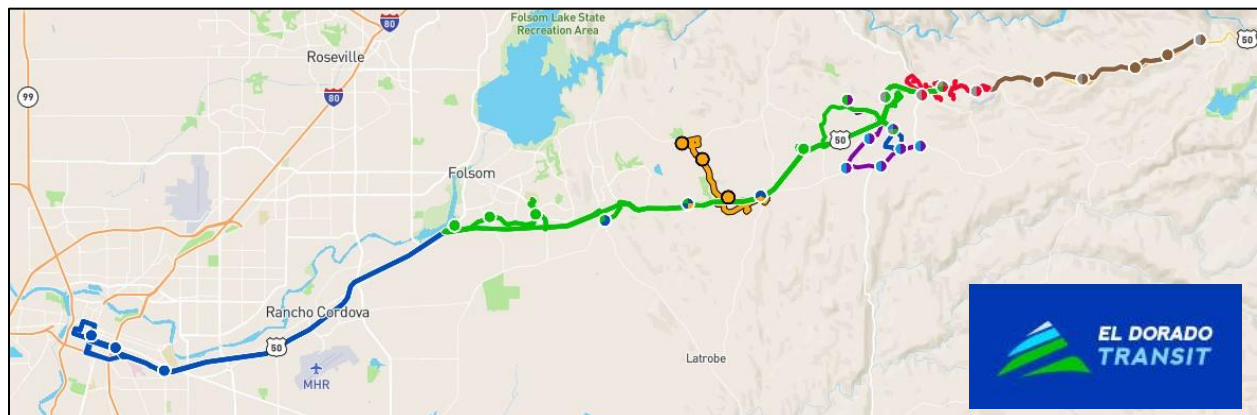 Folsom Lake State
Recreation Area
80
50
Roseville
80
99
50
Folsom
Rancho Cordova
50
MHR
Latrobe
EL DORADO
TRANSIT